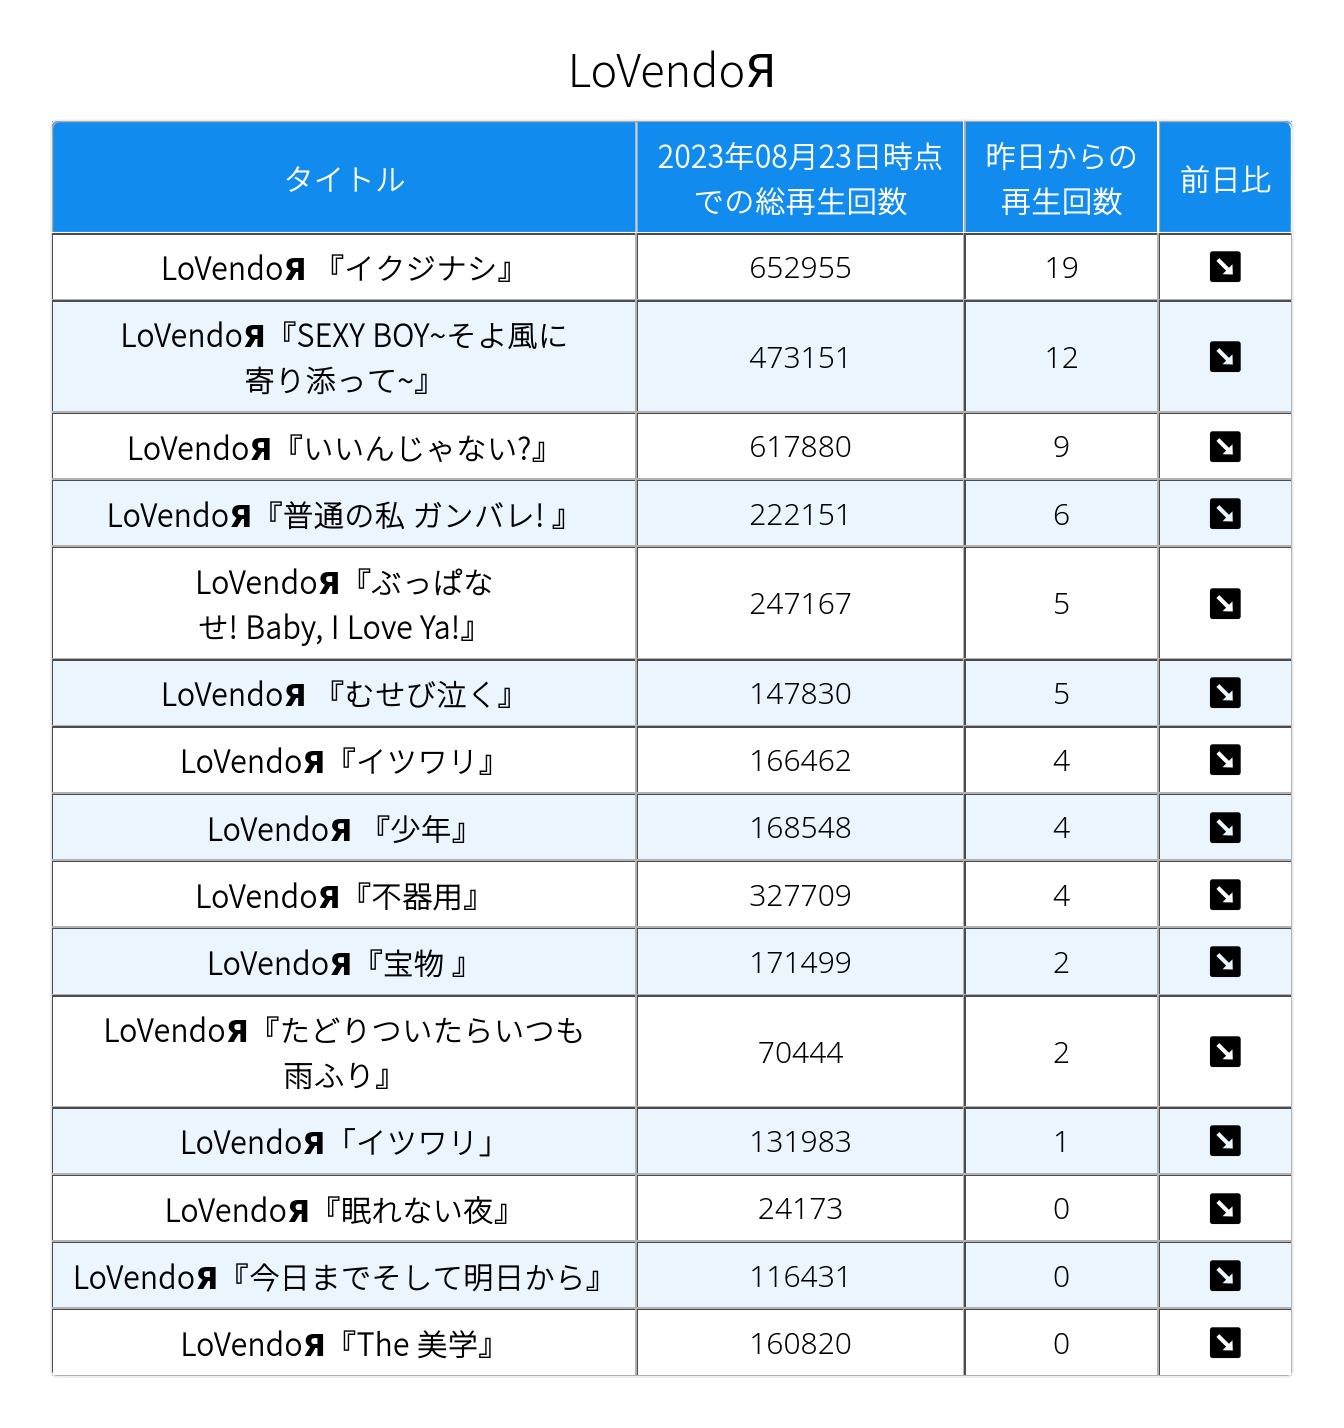 LoVendoЯ
タイトル
2023年08月23日時点
での総再生回数
昨日からの
再生回数
前日比
LoVendoЯ 『イクジナシ』
652955
19
LoVendoЯ『SEXY BOY~そよ風に
寄り添って~』
473151
12
LoVendoЯ『いいんじゃない?』
617880
9
LoVendoЯ『普通の私 ガンバレ! 』
222151
6
LoVendoЯ『ぶっぱな
せ! Baby, I Love Ya!』
247167
5
LoVendoЯ 『むせび泣く』
147830
5
LoVendoЯ『イツワリ』
166462
4
LoVendoЯ 『少年』
168548
4
LoVendoЯ『不器用』
327709
4
LoVendoЯ『宝物 』
171499
2
LoVendoЯ『たどりついたらいつも
雨ふり』
70444
2
LoVendoЯ「イツワリ」
131983
1
LoVendoЯ『眠れない夜』
24173
0
LoVendoЯ『今日までそして明日から』
116431
0
LoVendoЯ『The 美学』
160820
0